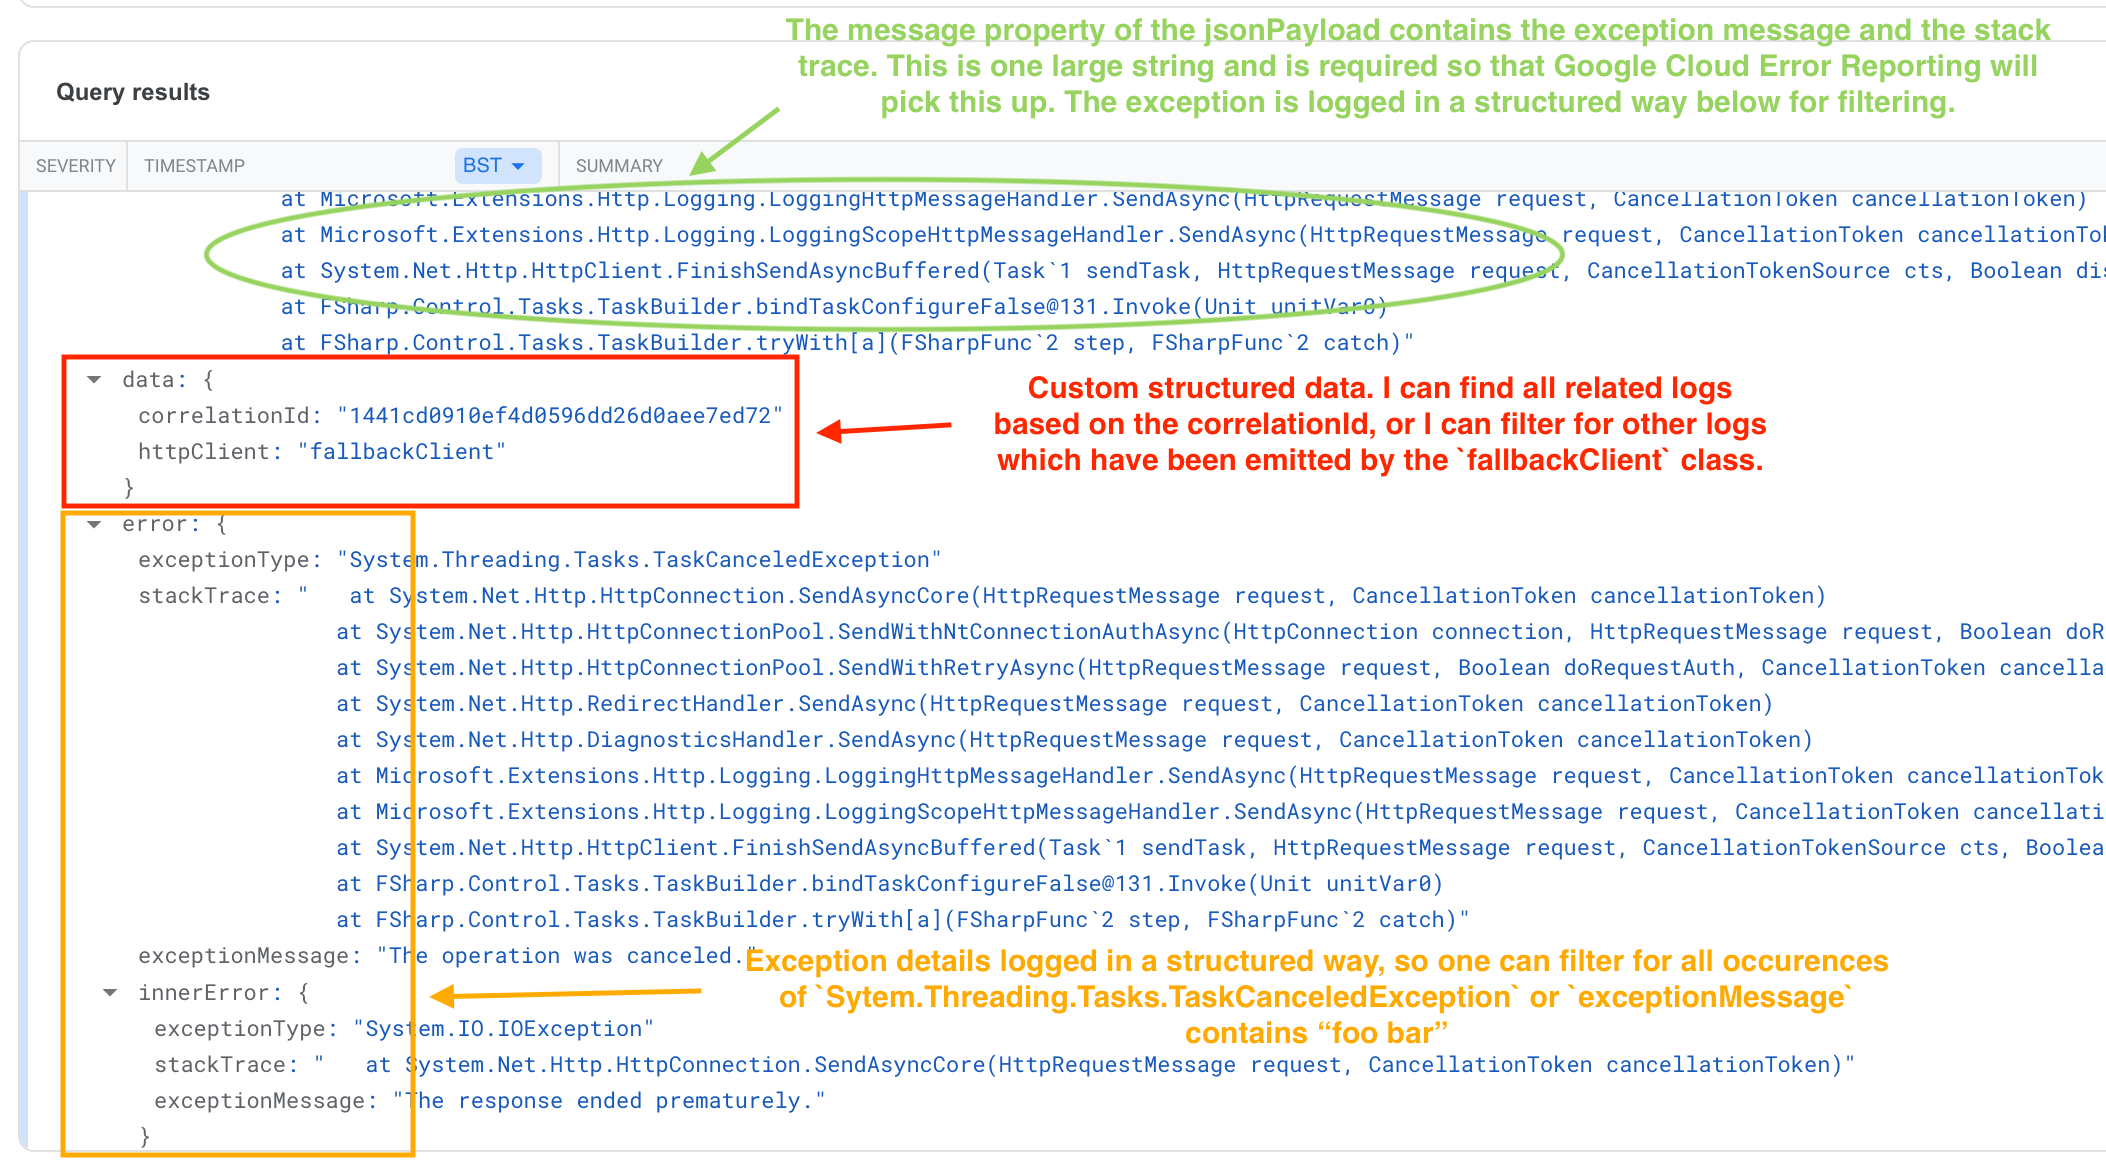 The message property of the jsonPayload contains the exception message and the stack
trace. This is one large string and is required so that Google Cloud Error Reporting will
pick this up. The exception is logged in a structured way below for filtering.
Query results
SEVERITY TIMESTAMP BST SUMMARY
at Microsoft.Extensions.Http.Logging.LoggingHttpMessageHandler.SendAsync(HttpRequestMessage request, CancellationToken cancellationToken)
at Microsoft.Extensions.Http.Logging.LoggingScopeHttpMessageHandler.SendAsync(HttpRequestMessage request, CancellationToken cancellationTo
at System.Net.Http.HttpClient.FinishSendAsyncBuffered(Task`1 sendTask, HttpRequestMessage request, CancellationTokenSource cts, Boolean dis
at FSharp.Control.Tasks.TaskBuilder.bindTaskConfigureFalse@131.Invoke(Unit unitVar0)
at FSharp.Control.Tasks.TaskBuilder.tryWith[a](FSharpFunc`2 step, FSharpFunc`2 catch)"
data: {
correlationId: "1441cd0910ef4d0596dd26d0aee7ed72"
httpClient: "fallbackClient"
}
Custom structured data. I can find all related logs
based on the correlationId, or I can filter for other logs
which have been emitted by the `fallbackClient` class.
error: {
exceptionType: "System.Threading.Tasks.TaskCanceledException"
stackTrace: "   at System.Net.Http.HttpConnection.SendAsyncCore(HttpRequestMessage request, CancellationToken cancellationToken)
at System.Net.Http.HttpConnectionPool.SendWithNtConnectionAuthAsync(HttpConnection connection, HttpRequestMessage request, Boolean doR
at System.Net.Http.HttpConnectionPool.SendWithRetryAsync(HttpRequestMessage request, Boolean doRequestAuth, CancellationToken cancella
at System.Net.Http.RedirectHandler.SendAsync(HttpRequestMessage request, CancellationToken cancellationToken)
at System.Net.Http.DiagnosticsHandler.SendAsync(HttpRequestMessage request, CancellationToken cancellationToken)
at Microsoft.Extensions.Http.Logging.LoggingHttpMessageHandler.SendAsync(HttpRequestMessage request, CancellationToken cancellationTok
at Microsoft.Extensions.Http.Logging.LoggingScopeHttpMessageHandler.SendAsync(HttpRequestMessage request, CancellationToken cancellati
at System.Net.Http.HttpClient.FinishSendAsyncBuffered(Task`1 sendTask, HttpRequestMessage request, CancellationTokenSource cts, Boolea
at FSharp.Control.Tasks.TaskBuilder.bindTaskConfigureFalse@131.Invoke(Unit unitVar0)
at FSharp.Control.Tasks.TaskBuilder.tryWith[a](FSharpFunc`2 step, FSharpFunc`2 catch)"
exceptionMessage: "The operation was canceled."
innerError: {
exceptionType: "System.IO.IOException"
stackTrace: "   at System.Net.Http.HttpConnection.SendAsyncCore(HttpRequestMessage request, CancellationToken cancellationToken)"
exceptionMessage: "The response ended prematurely."
}
Exception details logged in a structured way, so one can filter for all occurences
of `Sytem.Threading.Tasks.TaskCanceledException` or `exceptionMessage`
contains “foo bar”